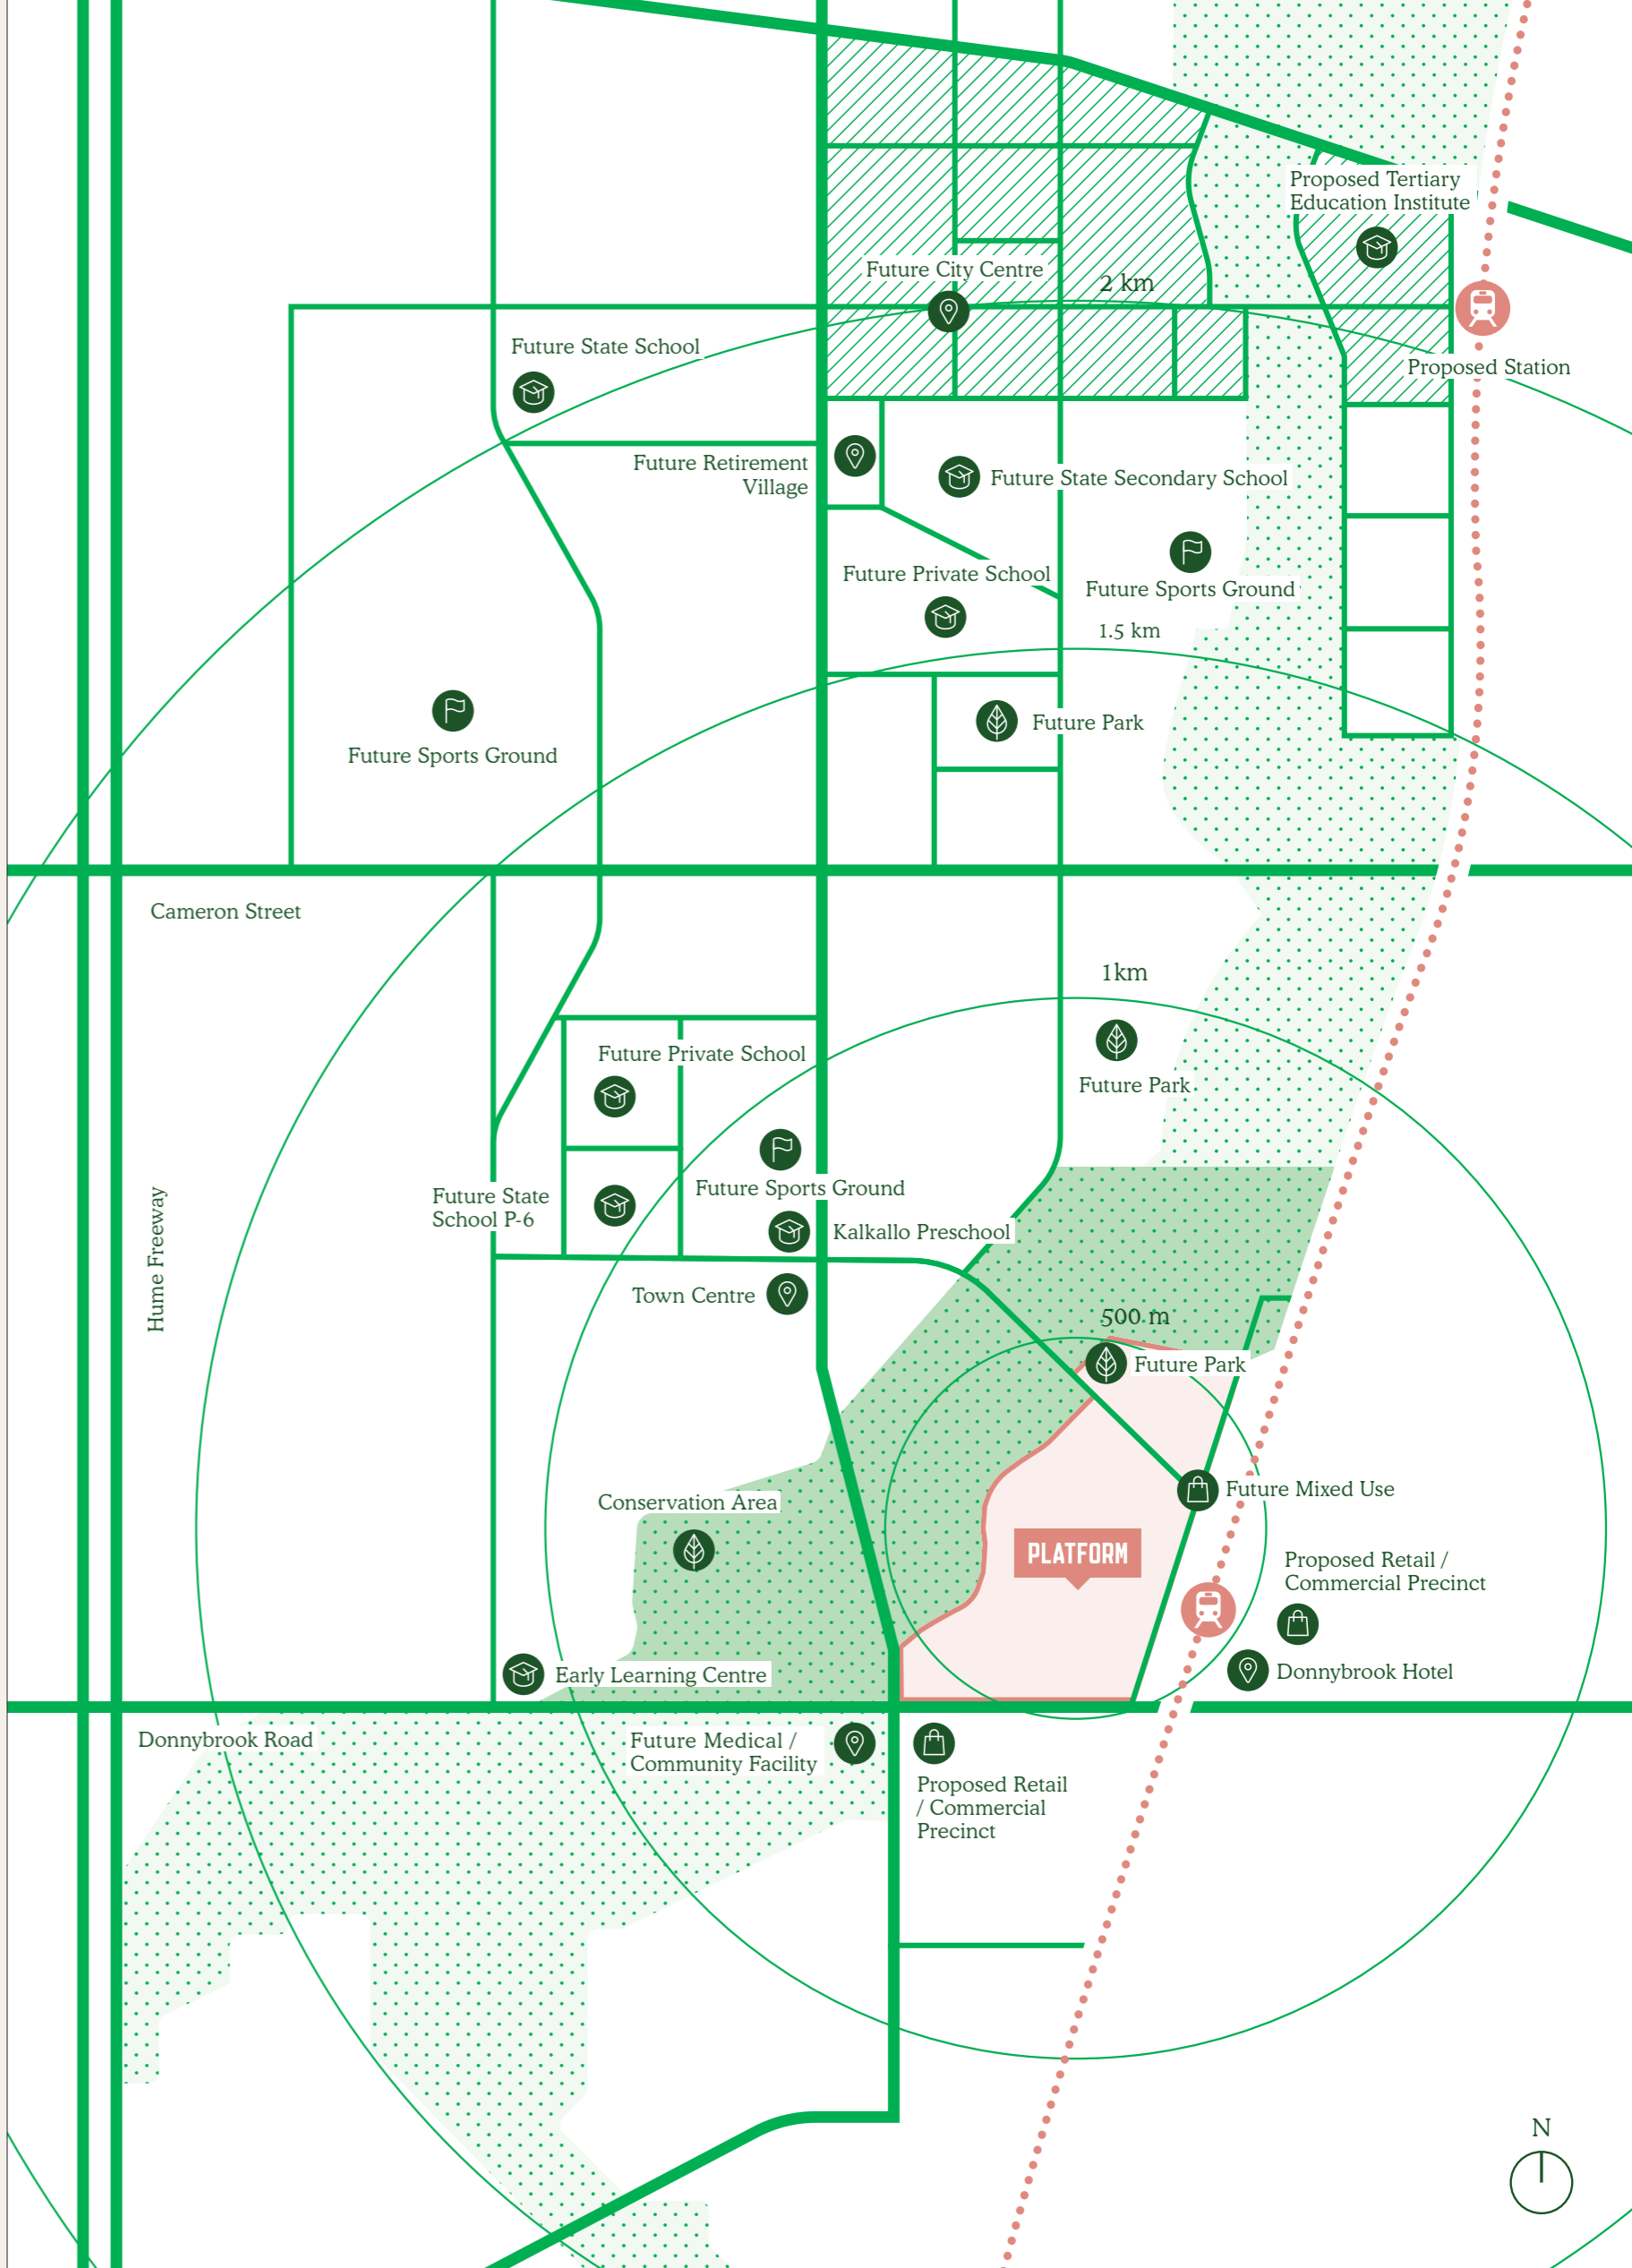 Proposed Tertiary
Education Institute
Future City Centre
2 km
Future State School
Proposed Station
Future Retirement
Village
Future State Secondary School
Future Private School
Future Sports Ground
1.5 km
Future Park
Future Sports Ground
Cameron Street
1km
Future Private School
Future Park
Future State
School P-6
Future Sports Ground
Kalkallo Preschool
Hume Freeway
Town Centre
500 m
Future Park
Future Mixed Use
Conservation Area
PLATFORM
Proposed Retail /
Commercial Precinct
Early Learning Centre
Donnybrook Hotel
Donnybrook Road
Future Medical /
Community Facility
Proposed Retail
/ Commercial
Precinct
N